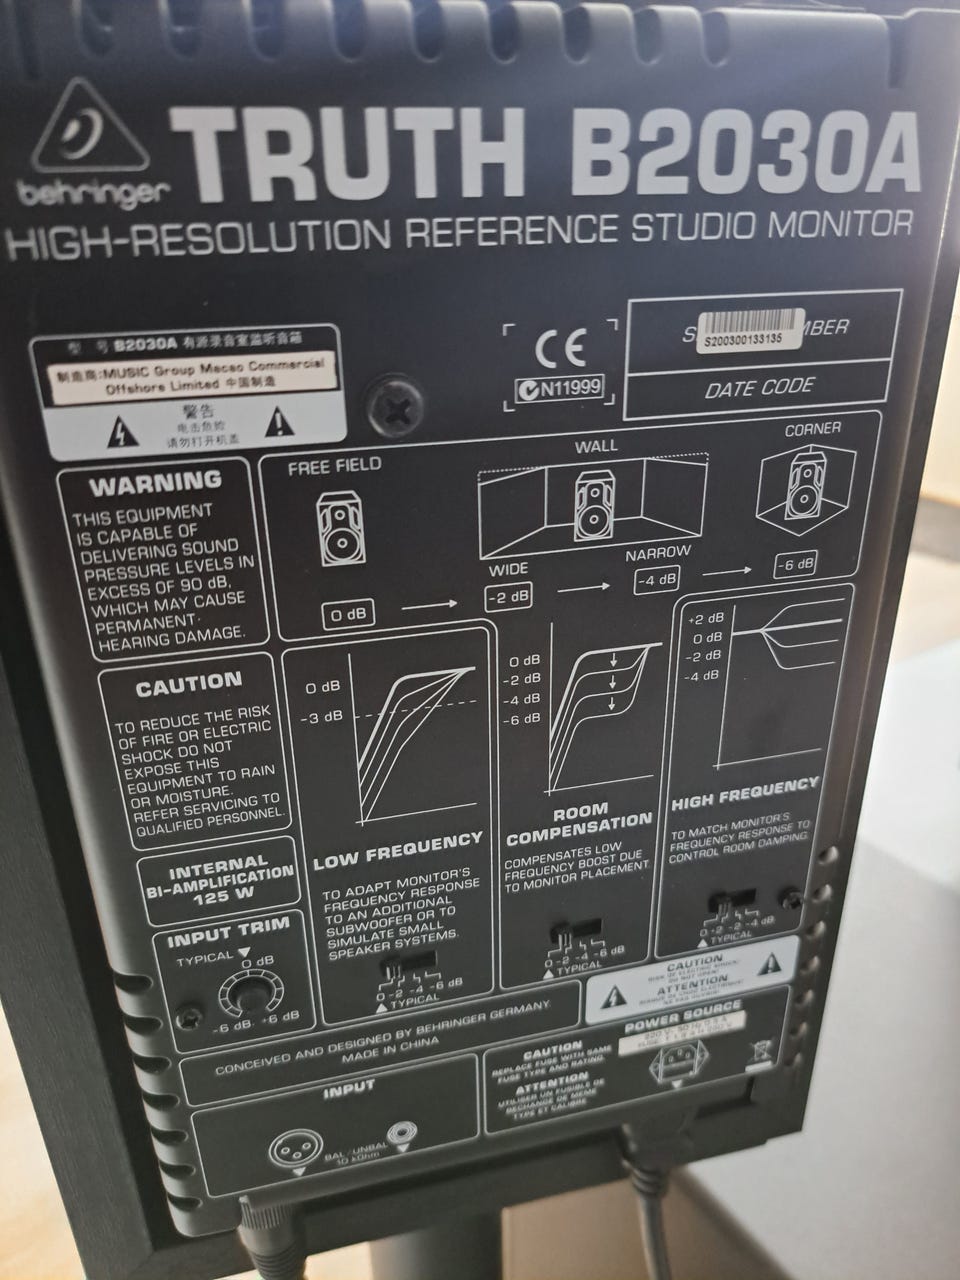 behringer
TRUTH B2030A
HIGH-RESOLUTION REFERENCE STUDIO MONITOR
型 号 B2030A 有源录音室监听音箱
制造商:MUSIC Group Macao Commercial
Offshore Limited 中国制造
警告
电击危险
请勿打开机盖
CE
N11999
S200300133135
DATE CODE
WARNING
THIS EQUIPMENT
IS CAPABLE OF
DELIVERING SOUND
PRESSURE LEVELS IN
EXCESS OF 90 dB,
WHICH MAY CAUSE
PERMANENT
HEARING DAMAGE.
FREE FIELD
WALL
CORNER
WIDE
NARROW
0 dB
-2 dB
-4 dB
-6 dB
CAUTION
TO REDUCE THE RISK
OF FIRE OR ELECTRIC
SHOCK DO NOT
EXPOSE THIS
EQUIPMENT TO RAIN
OR MOISTURE.
REFER SERVICING TO
QUALIFIED PERSONNEL.
0 dB
-3 dB
LOW FREQUENCY
TO ADAPT MONITOR'S
FREQUENCY RESPONSE
TO AN ADDITIONAL
SUBWOOFER OR TO
SIMULATE SMALL
SPEAKER SYSTEMS.
0 -2 -4 -6 dB
TYPICAL
0 dB
-2 dB
-4 dB
-6 dB
ROOM
COMPENSATION
COMPENSATES LOW
FREQUENCY BOOST DUE
TO MONITOR PLACEMENT.
0 -2 -4 -6 dB
TYPICAL
+2 dB
0 dB
-2 dB
-4 dB
HIGH FREQUENCY
TO MATCH MONITOR'S
FREQUENCY RESPONSE TO
CONTROL ROOM DAMPING.
0 +2 -2 -4 dB
TYPICAL
INTERNAL
BI-AMPLIFICATION
125 W
INPUT TRIM
TYPICAL
0 dB
-6 dB +6 dB
CONCEIVED AND DESIGNED BY BEHRINGER GERMANY
MADE IN CHINA
CAUTION
RISK OF ELECTRIC SHOCK!
DO NOT OPEN!
ATTENTION
POWER SOURCE
CAUTION
REPLACE FUSE WITH SAME
FUSE TYPE AND RATING.
ATTENTION
UTILISER UN FUSIBLE DE
RECHANGE DE MEME
TYPE ET CALIBRE.
INPUT
BAL/UNBAL
10 kOhm